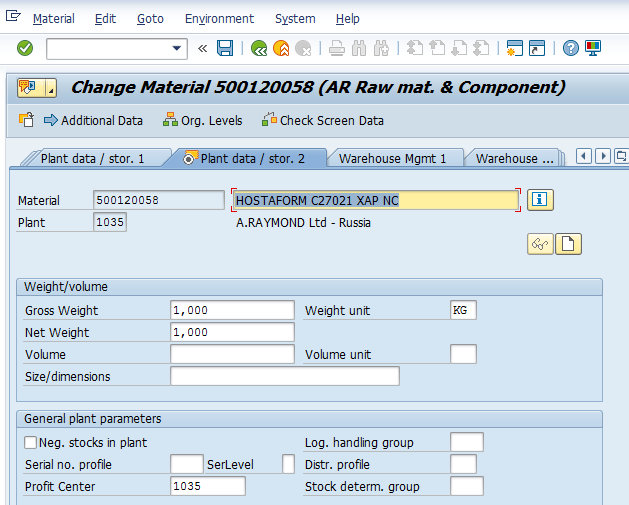 Material Edit Goto Environment System Help
Change Material 500120058 (AR Raw mat. & Component)
Additional Data Org. Levels Check Screen Data
Plant data / stor. 1 Plant data / stor. 2 Warehouse Mgmt 1 Warehouse ...
Material 500120058 HOSTAFORM C27021 XAP NC
Plant 1035 A.RAYMOND Ltd - Russia
Weight/volume
Gross Weight 1,000 Weight unit KG
Net Weight 1,000
Volume Volume unit
Size/dimensions
General plant parameters
Neg. stocks in plant Log. handling group
Serial no. profile SerLevel Distr. profile
Profit Center 1035 Stock determ. group